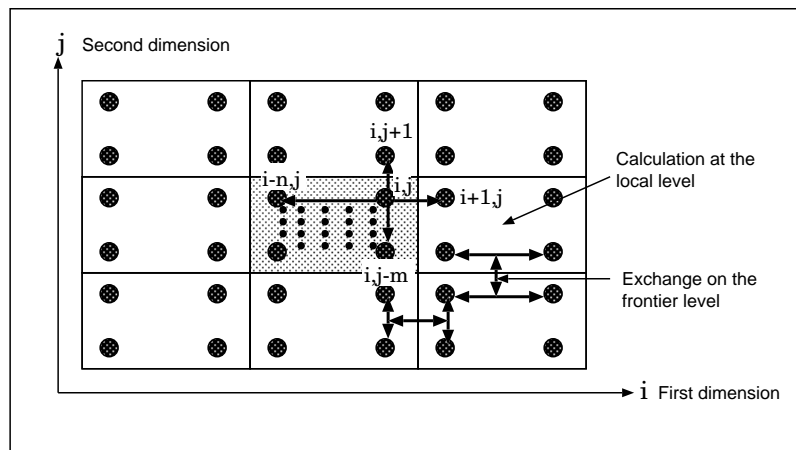 j Second dimension
i,j+1
i-n,j
i,j
i+1,j
Calculation at the
local level
i,j-m
Exchange on the
frontier level
i First dimension